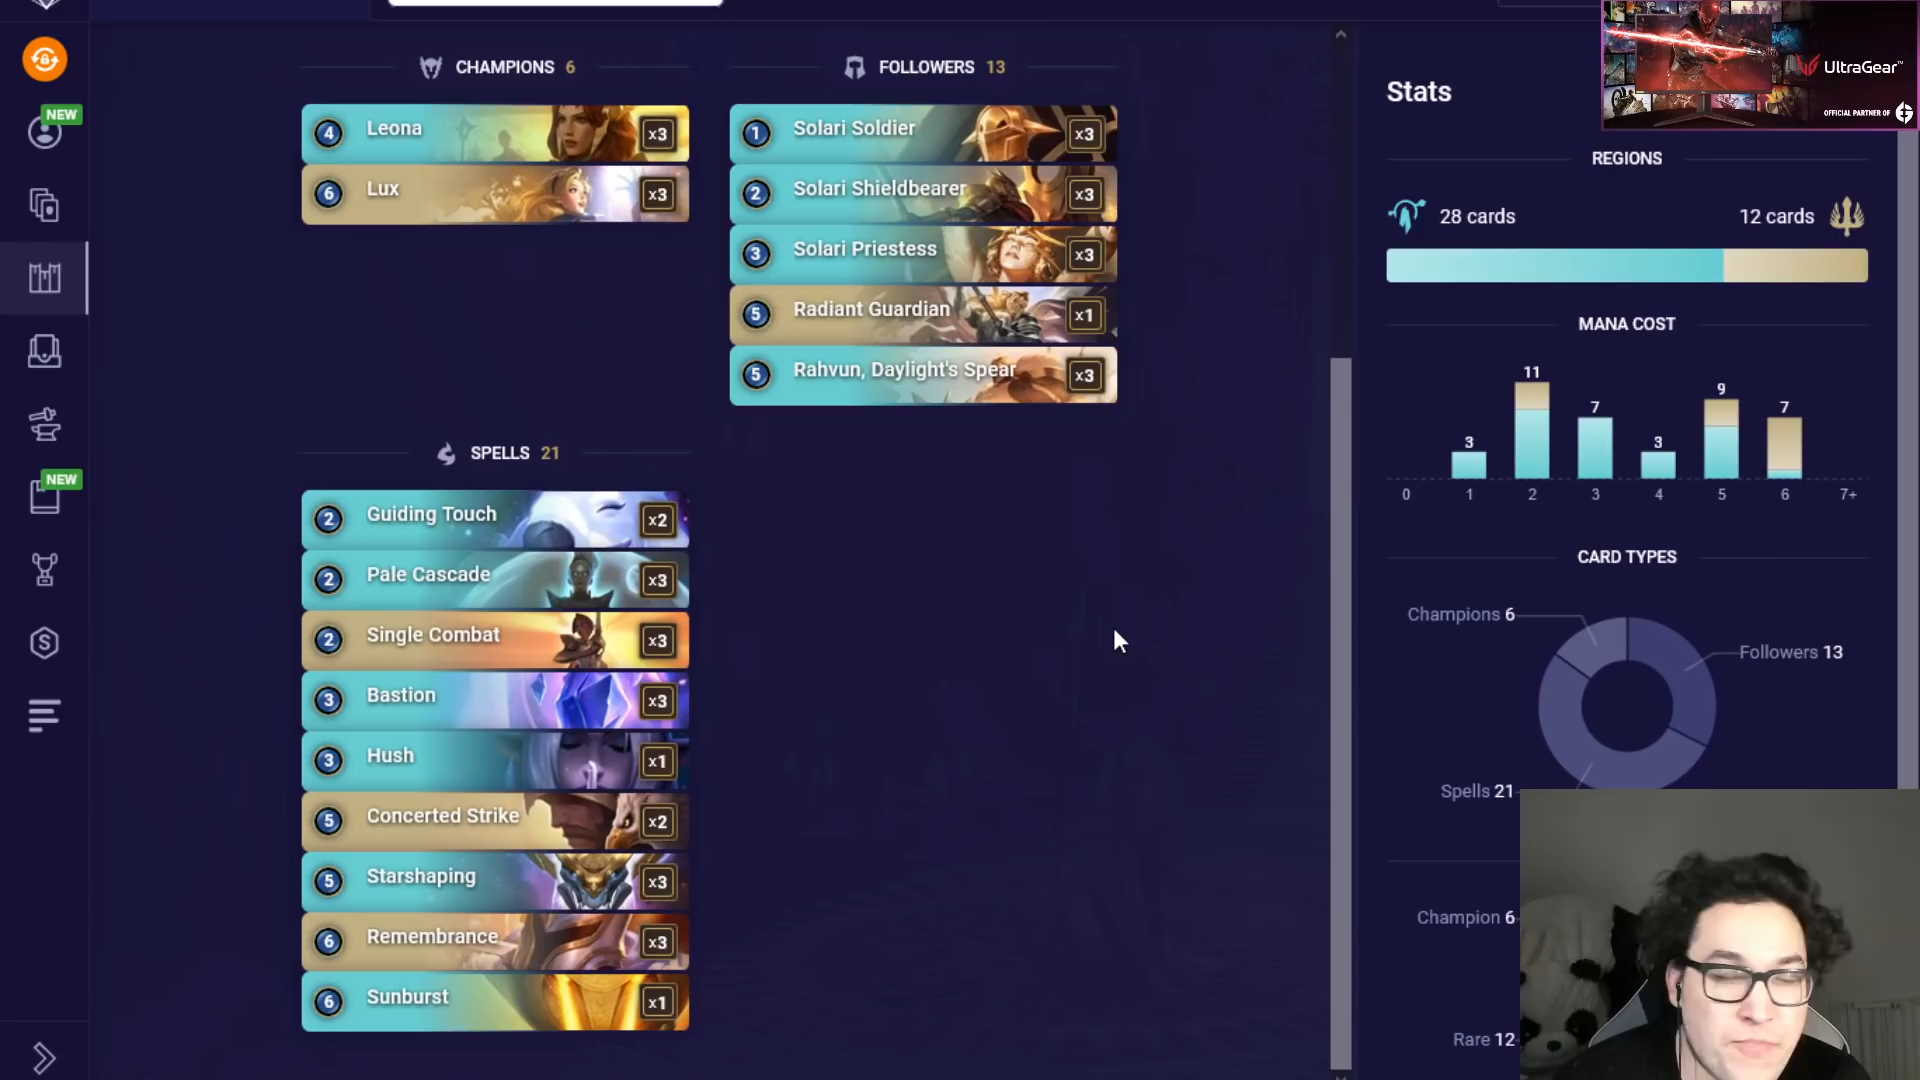 NEW
NEW
CHAMPIONS 6
4 Leona x3
6 Lux x3
FOLLOWERS 13
1 Solari Soldier x3
2 Solari Shieldbearer x3
3 Solari Priestess x3
5 Radiant Guardian x1
5 Rahvun, Daylight's Spear x3
SPELLS 21
2 Guiding Touch x2
2 Pale Cascade x3
2 Single Combat x3
3 Bastion x3
3 Hush x1
5 Concerted Strike x2
5 Starshaping x3
6 Remembrance x3
6 Sunburst x1
UltraGear™
OFFICIAL PARTNER OF
Stats
REGIONS
28 cards 12 cards
MANA COST
3 11 7 3 9 7
0 1 2 3 4 5 6 7+
CARD TYPES
Champions 6
Followers 13
Spells 21
Champion 6
Rare 12